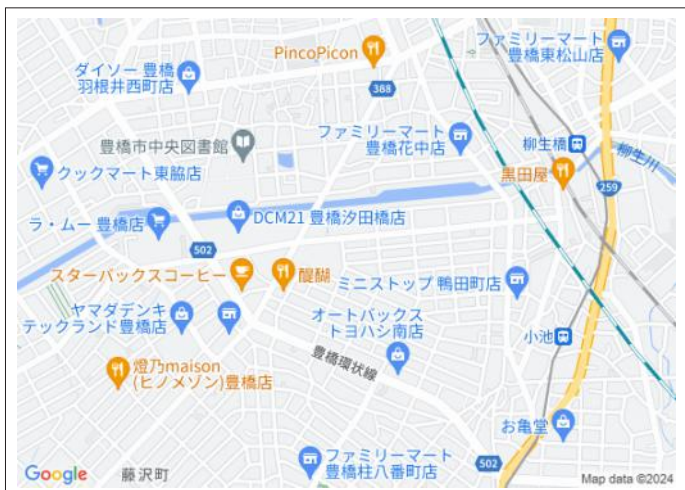 PincoPicon
ファミリーマート
豊橋東松山店
ダイソー 豊橋
羽根井西町店
388
豊橋市中央図書館
ファミリーマート
豊橋花中店
柳生橋
柳生川
クックマート東脇店
黒田屋
259
ラ・ムー 豊橋店
DCM21 豊橋汐田橋店
502
スターバックスコーヒー
醍醐
ミニストップ 鴨田町店
ヤマダデンキ
テックランド豊橋店
オートバックス
トヨハシ南店
小池
豊橋環状線
燈乃maison
(ヒノメゾン)豊橋店
お亀堂
ファミリーマート
豊橋柱八番町店
502
Google
藤沢町
Map data ©2024